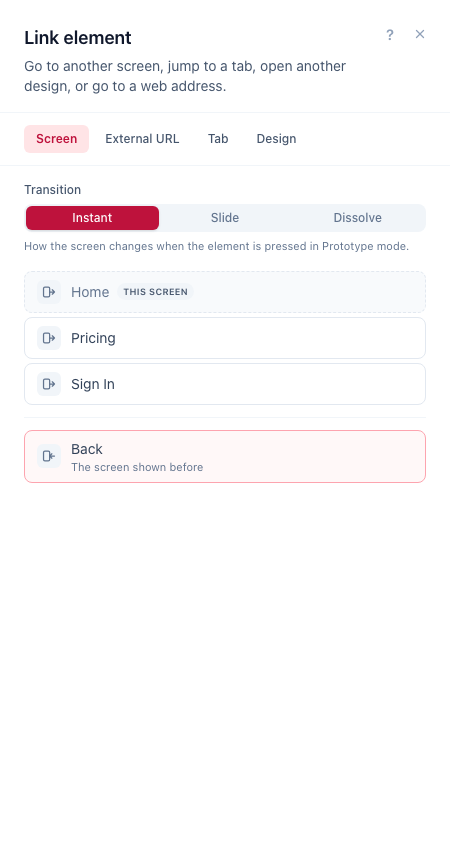 Link element
?
×
Go to another screen, jump to a tab, open another
design, or go to a web address.
Screen
External URL
Tab
Design
Transition
Instant
Slide
Dissolve
How the screen changes when the element is pressed in Prototype mode.
Home THIS SCREEN
Pricing
Sign In
Back
The screen shown before